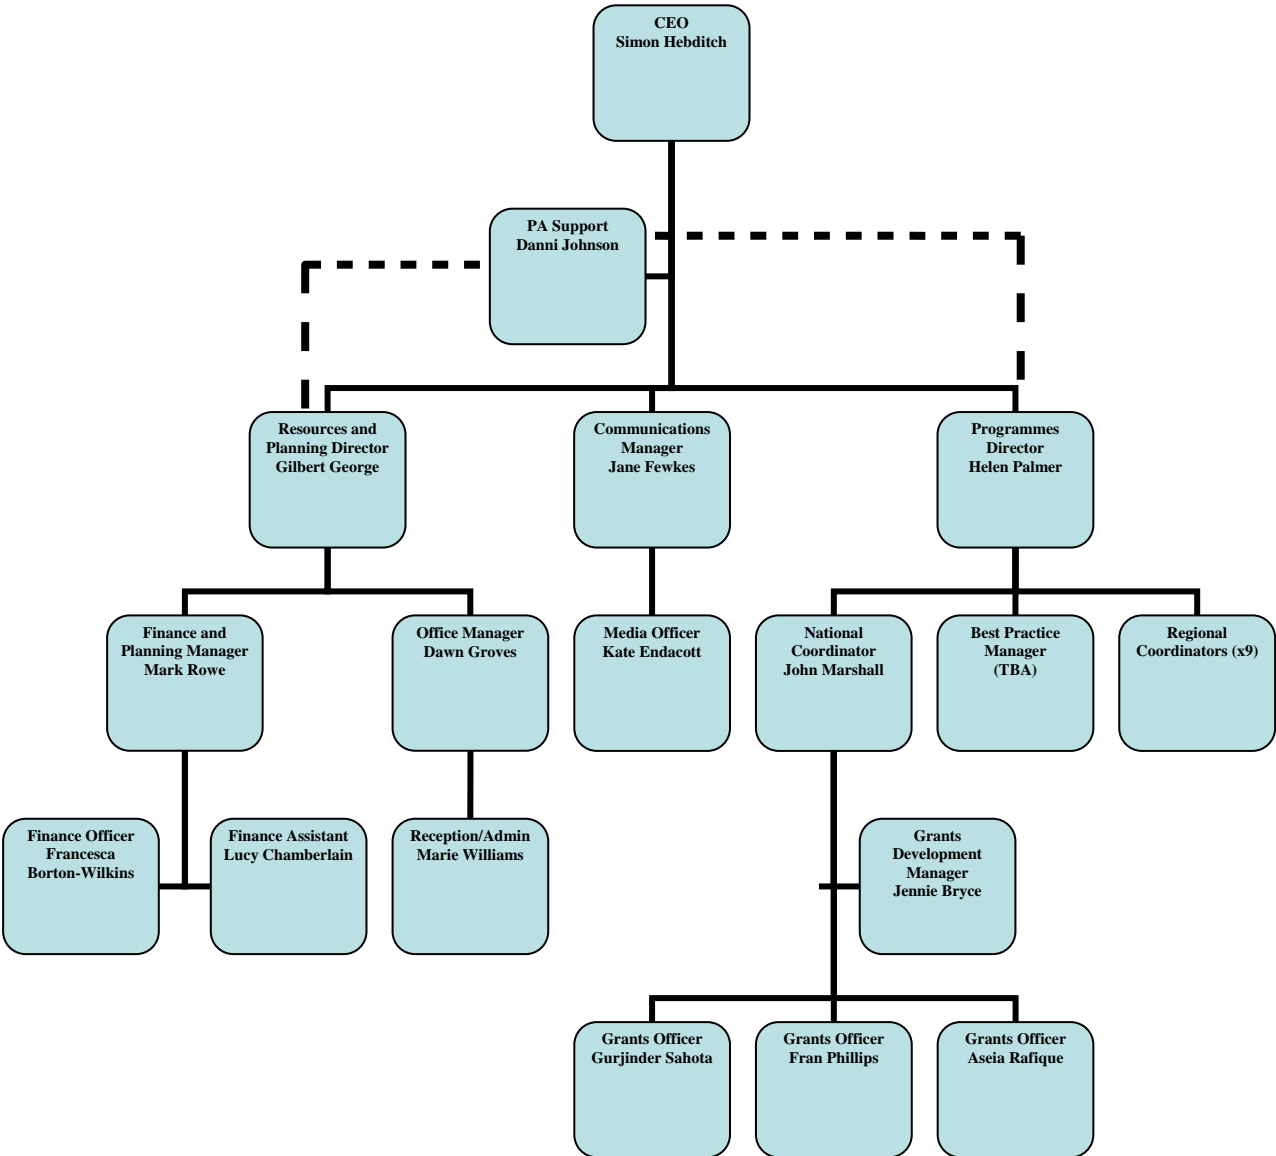 CEO
Simon Hebditch
PA Support
Danni Johnson
Resources and
Planning Director
Gilbert George
Communications
Manager
Jane Fewkes
Programmes
Director
Helen Palmer
Finance and
Planning Manager
Mark Rowe
Office Manager
Dawn Groves
Media Officer
Kate Endacott
National
Coordinator
John Marshall
Best Practice
Manager
(TBA)
Regional
Coordinators (x9)
Finance Officer
Francesca
Borton-Wilkins
Finance Assistant
Lucy Chamberlain
Reception/Admin
Marie Williams
Grants
Development
Manager
Jennie Bryce
Grants Officer
Gurjinder Sahota
Grants Officer
Fran Phillips
Grants Officer
Aseia Rafique